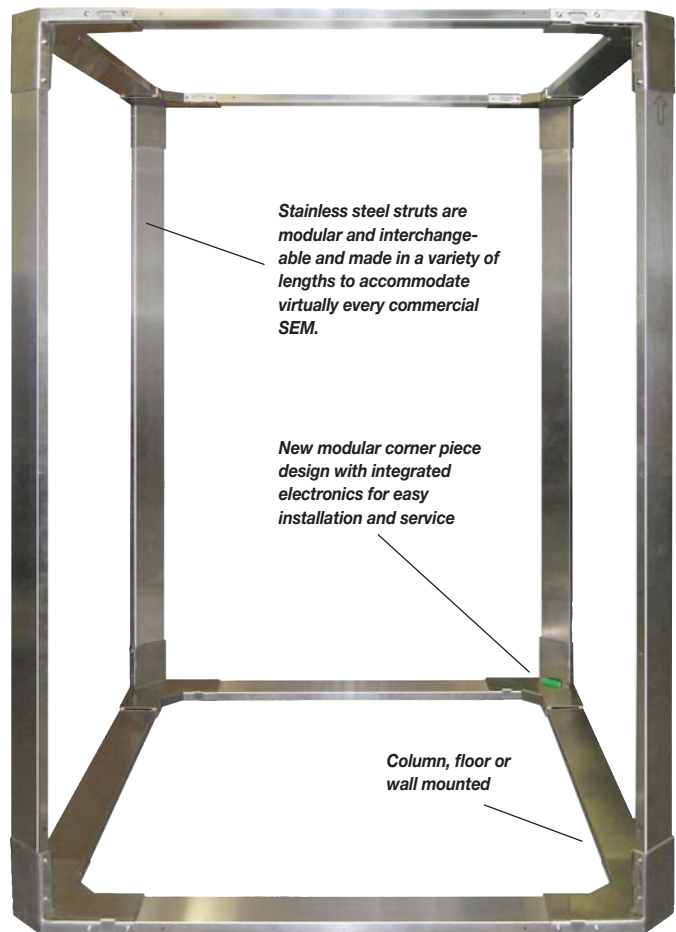 Stainless steel struts are
modular and interchange-
able and made in a variety of
lengths to accommodate
virtually every commercial
SEM.
New modular corner piece
design with integrated
electronics for easy
installation and service
Column, floor or
wall mounted